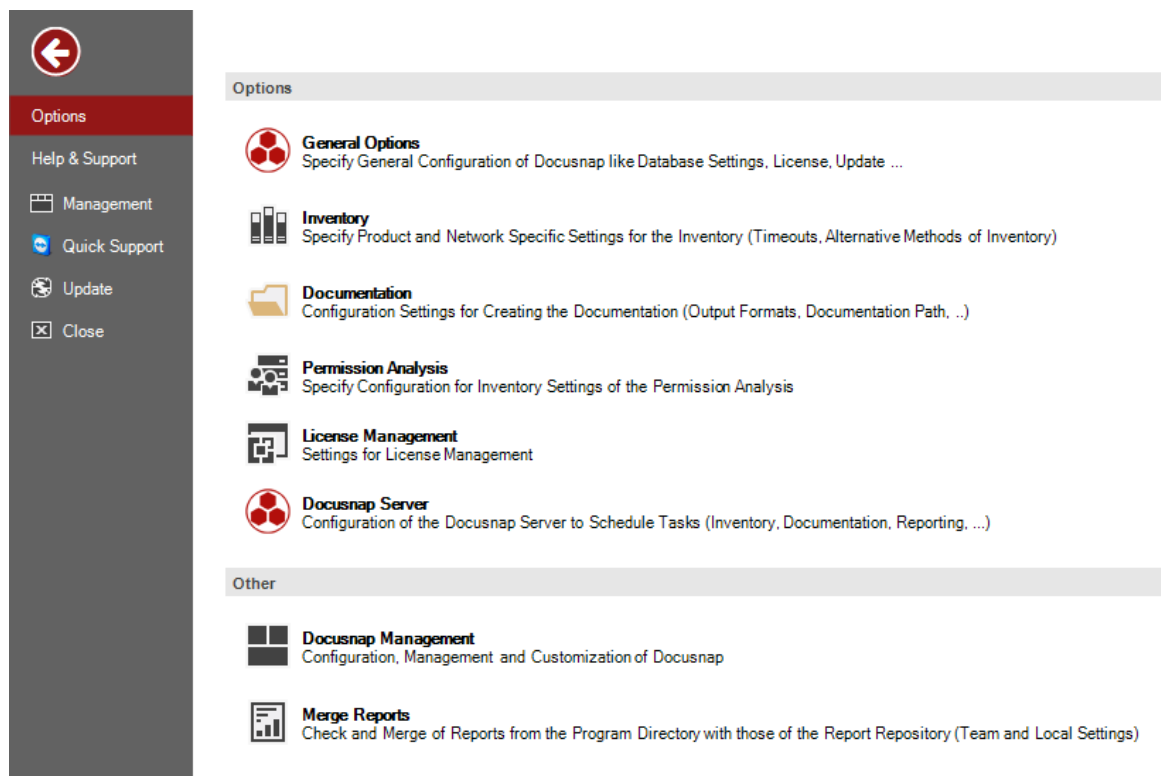 Options
Help & Support
Management
Quick Support
Update
Close
Options
General Options
Specify General Configuration of Docusnap like Database Settings, License, Update ...
Inventory
Specify Product and Network Specific Settings for the Inventory (Timeouts, Alternative Methods of Inventory)
Documentation
Configuration Settings for Creating the Documentation (Output Formats, Documentation Path, ..)
Permission Analysis
Specify Configuration for Inventory Settings of the Permission Analysis
License Management
Settings for License Management
Docusnap Server
Configuration of the Docusnap Server to Schedule Tasks (Inventory, Documentation, Reporting, ...)
Other
Docusnap Management
Configuration, Management and Customization of Docusnap
Merge Reports
Check and Merge of Reports from the Program Directory with those of the Report Repository (Team and Local Settings)